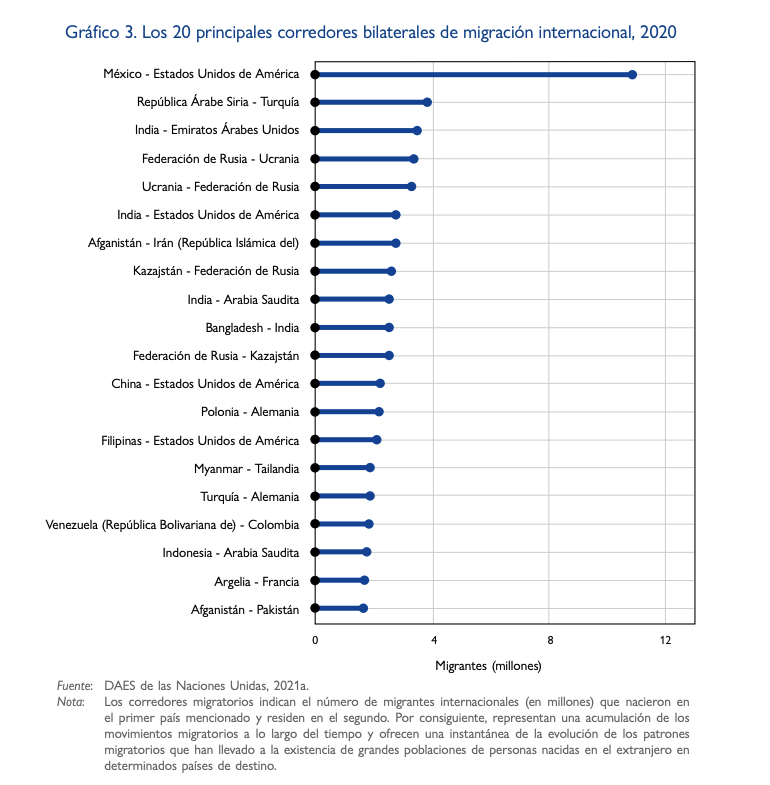 Gráfico 3. Los 20 principales corredores bilaterales de migración internacional, 2020
México - Estados Unidos de América
República Árabe Siria - Turquía
India - Emiratos Árabes Unidos
Federación de Rusia - Ucrania
Ucrania - Federación de Rusia
India - Estados Unidos de América
Afganistán - Irán (República Islámica del)
Kazajstán - Federación de Rusia
India - Arabia Saudita
Bangladesh - India
Federación de Rusia - Kazajstán
China - Estados Unidos de América
Polonia - Alemania
Filipinas - Estados Unidos de América
Myanmar - Tailandia
Turquía - Alemania
Venezuela (República Bolivariana de) - Colombia
Indonesia - Arabia Saudita
Argelia - Francia
Afganistán - Pakistán
0 4 8 12
Migrantes (millones)
Fuente: DAES de las Naciones Unidas, 2021a.
Nota: Los corredores migratorios indican el número de migrantes internacionales (en millones) que nacieron en
el primer país mencionado y residen en el segundo. Por consiguiente, representan una acumulación de los
movimientos migratorios a lo largo del tiempo y ofrecen una instantánea de la evolución de los patrones
migratorios que han llevado a la existencia de grandes poblaciones de personas nacidas en el extranjero en
determinados países de destino.